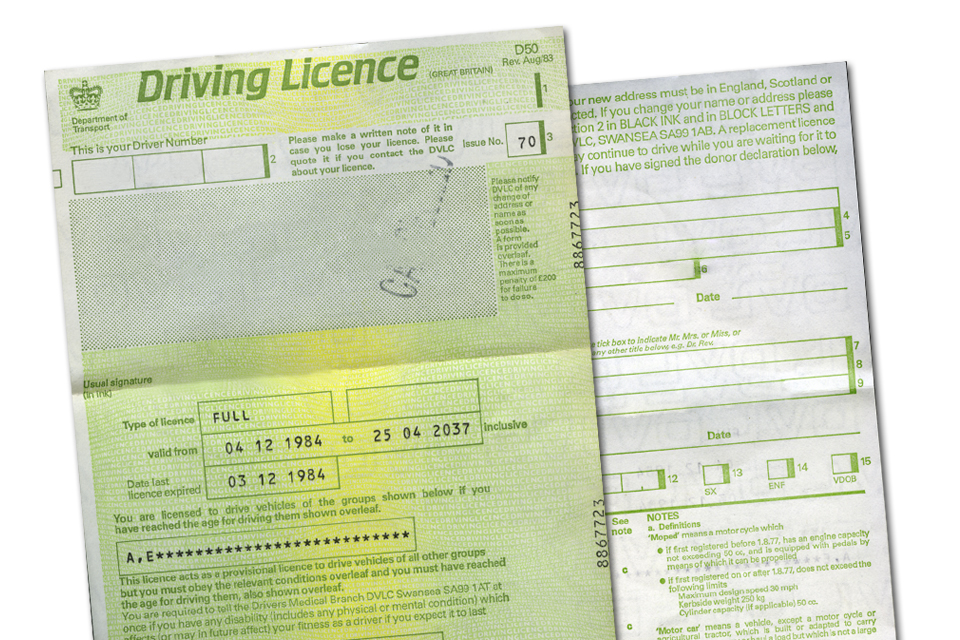 D50
Rev. Aug/83
Driving Licence (GREAT BRITAIN)
1
Department of
Transport
This is your Driver Number
2
Please make a written note of it in
case you lose your licence. Please
quote it if you contact the DVLC
about your licence.
Issue No. 70 3
Please notify
DVLC of any
change of
address or
name as
soon as
possible.
A form
is provided
overleaf.
There is a
maximum
penalty of £200
for failure
to do so.
8867723
Usual signature
(in ink)
Type of licence FULL
valid from 04 12 1984 to 25 04 2037 inclusive
Date last
licence expired 03 12 1984
You are licensed to drive vehicles of the groups shown below if you
have reached the age for driving them shown overleaf.
A,E**************************
This licence acts as a provisional licence to drive vehicles of all other groups
but you must obey the relevant conditions overleaf and you must have reached
the age for driving them, also shown overleaf.
You are required to tell the Drivers Medical Branch DVLC Swansea SA99 1AT at
once if you have any disability (includes any physical or mental condition) which
affects (or may in future affect) your fitness as a driver if you expect it to last
8867723
our new address must be in England, Scotland or
cted. If you change your name or address please
tion 2 in BLACK INK and in BLOCK LETTERS and
VLC, SWANSEA SA99 1AB. A replacement licence
y continue to drive while you are waiting for it to
If you have signed the donor declaration below,
4
5
6
Date
tick box to indicate Mr. Mrs. or Miss, or
any other title below, e.g. Dr. Rev.
7
8
9
Date
12
13
SX
14
ENF
15
VDOB
See
note
NOTES
a. Definitions
'Moped' means a motorcycle which
● if first registered before 1.8.77, has an engine capacity
not exceeding 50 cc, and is equipped with pedals by
means of which it can be propelled
c
● if first registered on or after 1.8.77, does not exceed the
following limits
Maximum design speed 30 mph
Kerbside weight 250 kg
Cylinder capacity (if applicable) 50 cc.
c
'Motor car' means a vehicle, except a motor cycle or
agricultural tractor, which is built or adapted to carry